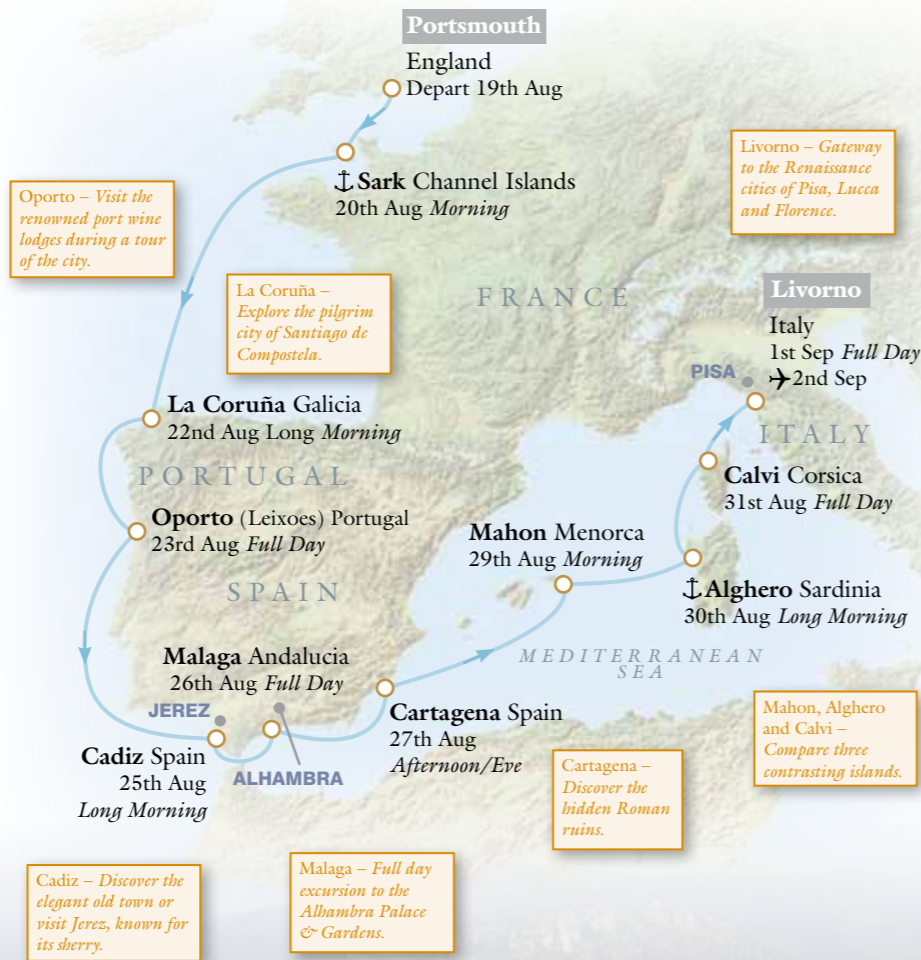 Portsmouth
England
Depart 19th Aug
⚓Sark Channel Islands
20th Aug Morning
Livorno – Gateway
to the Renaissance
cities of Pisa, Lucca
and Florence.
Oporto – Visit the
renowned port wine
lodges during a tour
of the city.
La Coruña –
Explore the pilgrim
city of Santiago de
Compostela.
FRANCE
Livorno
Italy
1st Sep Full Day
✈2nd Sep
PISA
ITALY
La Coruña Galicia
22nd Aug Long Morning
PORTUGAL
Calvi Corsica
31st Aug Full Day
Oporto (Leixoes) Portugal
23rd Aug Full Day
Mahon Menorca
29th Aug Morning
SPAIN
⚓Alghero Sardinia
30th Aug Long Morning
MEDITERRANEAN
SEA
Malaga Andalucia
26th Aug Full Day
JEREZ
Cartagena Spain
27th Aug
Afternoon/Eve
Cadiz Spain
25th Aug
Long Morning
ALHAMBRA
Mahon, Alghero
and Calvi –
Compare three
contrasting islands.
Cartagena –
Discover the
hidden Roman
ruins.
Cadiz – Discover the
elegant old town or
visit Jerez, known for
its sherry.
Malaga – Full day
excursion to the
Alhambra Palace
& Gardens.